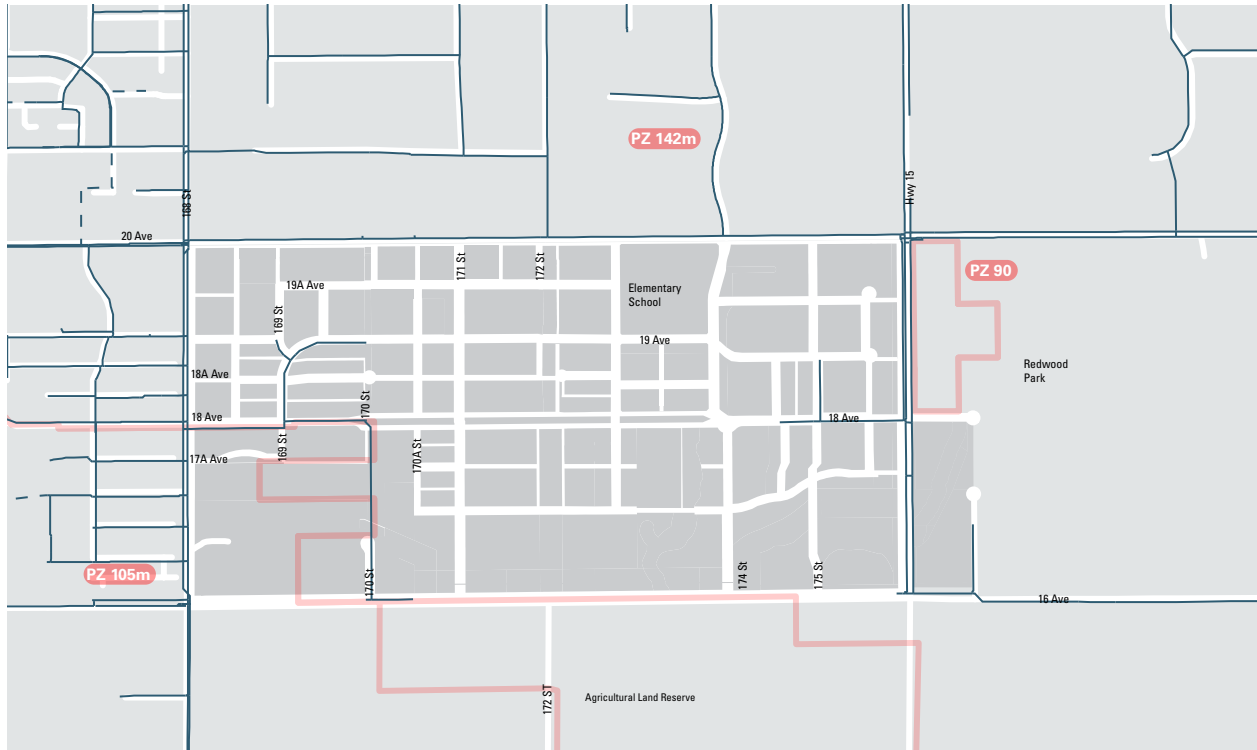 PZ 142m
168 St
Hwy 15
20 Ave
171 St
172 St
PZ 90
19A Ave
Elementary
School
169 St
19 Ave
Redwood
Park
18A Ave
170 St
18 Ave
18 Ave
169 St
170A St
17A Ave
PZ 105m
170 St
174 St
175 St
16 Ave
172 ST
Agricultural Land Reserve